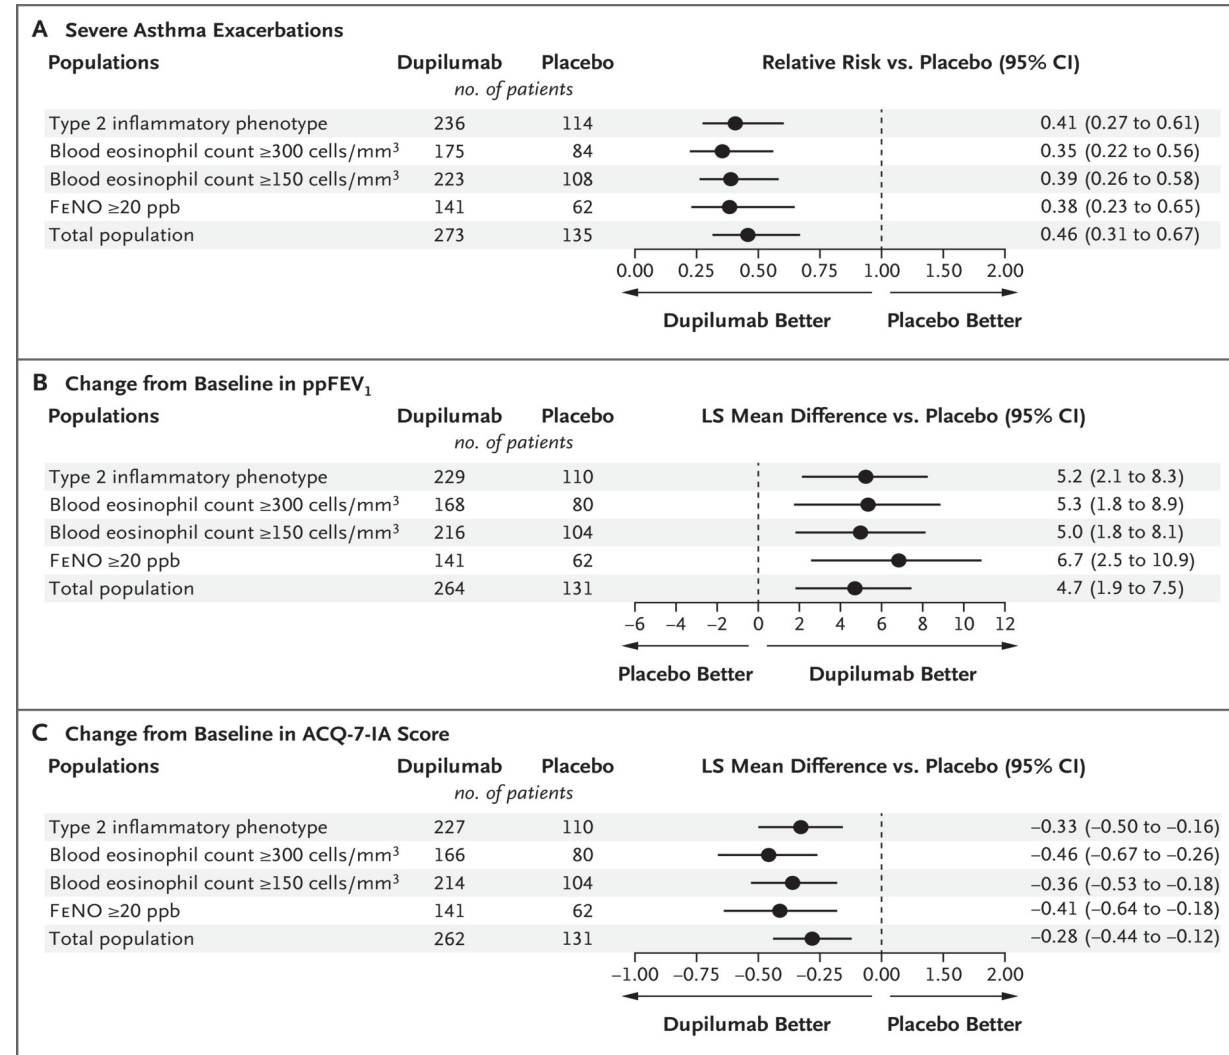 A Severe Asthma Exacerbations
Populations Dupilumab Placebo Relative Risk vs. Placebo (95% CI)
no. of patients
Type 2 inflammatory phenotype 236 114 0.41 (0.27 to 0.61)
Blood eosinophil count ≥300 cells/mm³ 175 84 0.35 (0.22 to 0.56)
Blood eosinophil count ≥150 cells/mm³ 223 108 0.39 (0.26 to 0.58)
FENO ≥20 ppb 141 62 0.38 (0.23 to 0.65)
Total population 273 135 0.46 (0.31 to 0.67)
0.00 0.25 0.50 0.75 1.00 1.50 2.00
Dupilumab Better Placebo Better
B Change from Baseline in ppFEV₁
Populations Dupilumab Placebo LS Mean Difference vs. Placebo (95% CI)
no. of patients
Type 2 inflammatory phenotype 229 110 5.2 (2.1 to 8.3)
Blood eosinophil count ≥300 cells/mm³ 168 80 5.3 (1.8 to 8.9)
Blood eosinophil count ≥150 cells/mm³ 216 104 5.0 (1.8 to 8.1)
FENO ≥20 ppb 141 62 6.7 (2.5 to 10.9)
Total population 264 131 4.7 (1.9 to 7.5)
–6 –4 –2 0 2 4 6 8 10 12
Placebo Better Dupilumab Better
C Change from Baseline in ACQ-7-IA Score
Populations Dupilumab Placebo LS Mean Difference vs. Placebo (95% CI)
no. of patients
Type 2 inflammatory phenotype 227 110 –0.33 (–0.50 to –0.16)
Blood eosinophil count ≥300 cells/mm³ 166 80 –0.46 (–0.67 to –0.26)
Blood eosinophil count ≥150 cells/mm³ 214 104 –0.36 (–0.53 to –0.18)
FENO ≥20 ppb 141 62 –0.41 (–0.64 to –0.18)
Total population 262 131 –0.28 (–0.44 to –0.12)
–1.00 –0.75 –0.50 –0.25 0.00 1.50 2.00
Dupilumab Better Placebo Better